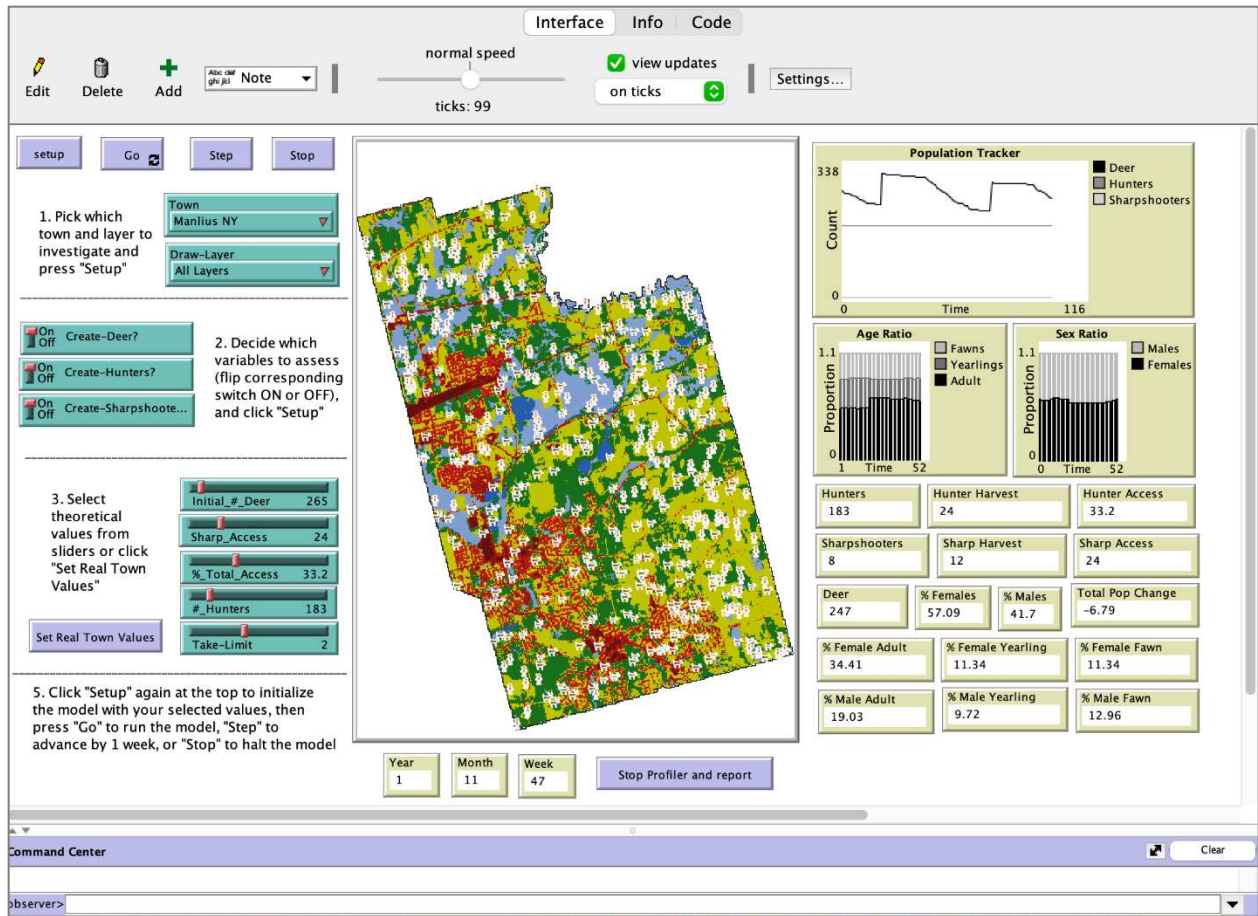 Interface Info Code
Edit
Delete
Add
Abc def
ghi jkl
Note
normal speed
ticks: 99
view updates
on ticks
Settings...
setup
Go
Step
Stop
1. Pick which
town and layer to
investigate and
press "Setup"
Town
Manlius NY
Draw-Layer
All Layers
On
Off
Create-Deer?
On
Off
Create-Hunters?
On
Off
Create-Sharpshoote...
2. Decide which
variables to assess
(flip corresponding
switch ON or OFF),
and click "Setup"
3. Select
theoretical
values from
sliders or click
"Set Real Town
Values"
Set Real Town Values
Initial_#_Deer 265
Sharp_Access 24
%_Total_Access 33.2
#_Hunters 183
Take-Limit 2
5. Click "Setup" again at the top to initialize
the model with your selected values, then
press "Go" to run the model, "Step" to
advance by 1 week, or "Stop" to halt the model
Year
1
Month
11
Week
47
Stop Profiler and report
Population Tracker
338
Count
0
0 Time 116
Deer
Hunters
Sharpshooters
Age Ratio
1.1
Proportion
0
1 Time 52
Fawns
Yearlings
Adult
Sex Ratio
1.1
Proportion
0
0 Time 52
Males
Females
Hunters
183
Hunter Harvest
24
Hunter Access
33.2
Sharpshooters
8
Sharp Harvest
12
Sharp Access
24
Deer
247
% Females
57.09
% Males
41.7
Total Pop Change
-6.79
% Female Adult
34.41
% Female Yearling
11.34
% Female Fawn
11.34
% Male Adult
19.03
% Male Yearling
9.72
% Male Fawn
12.96
Command Center
Clear
observer>